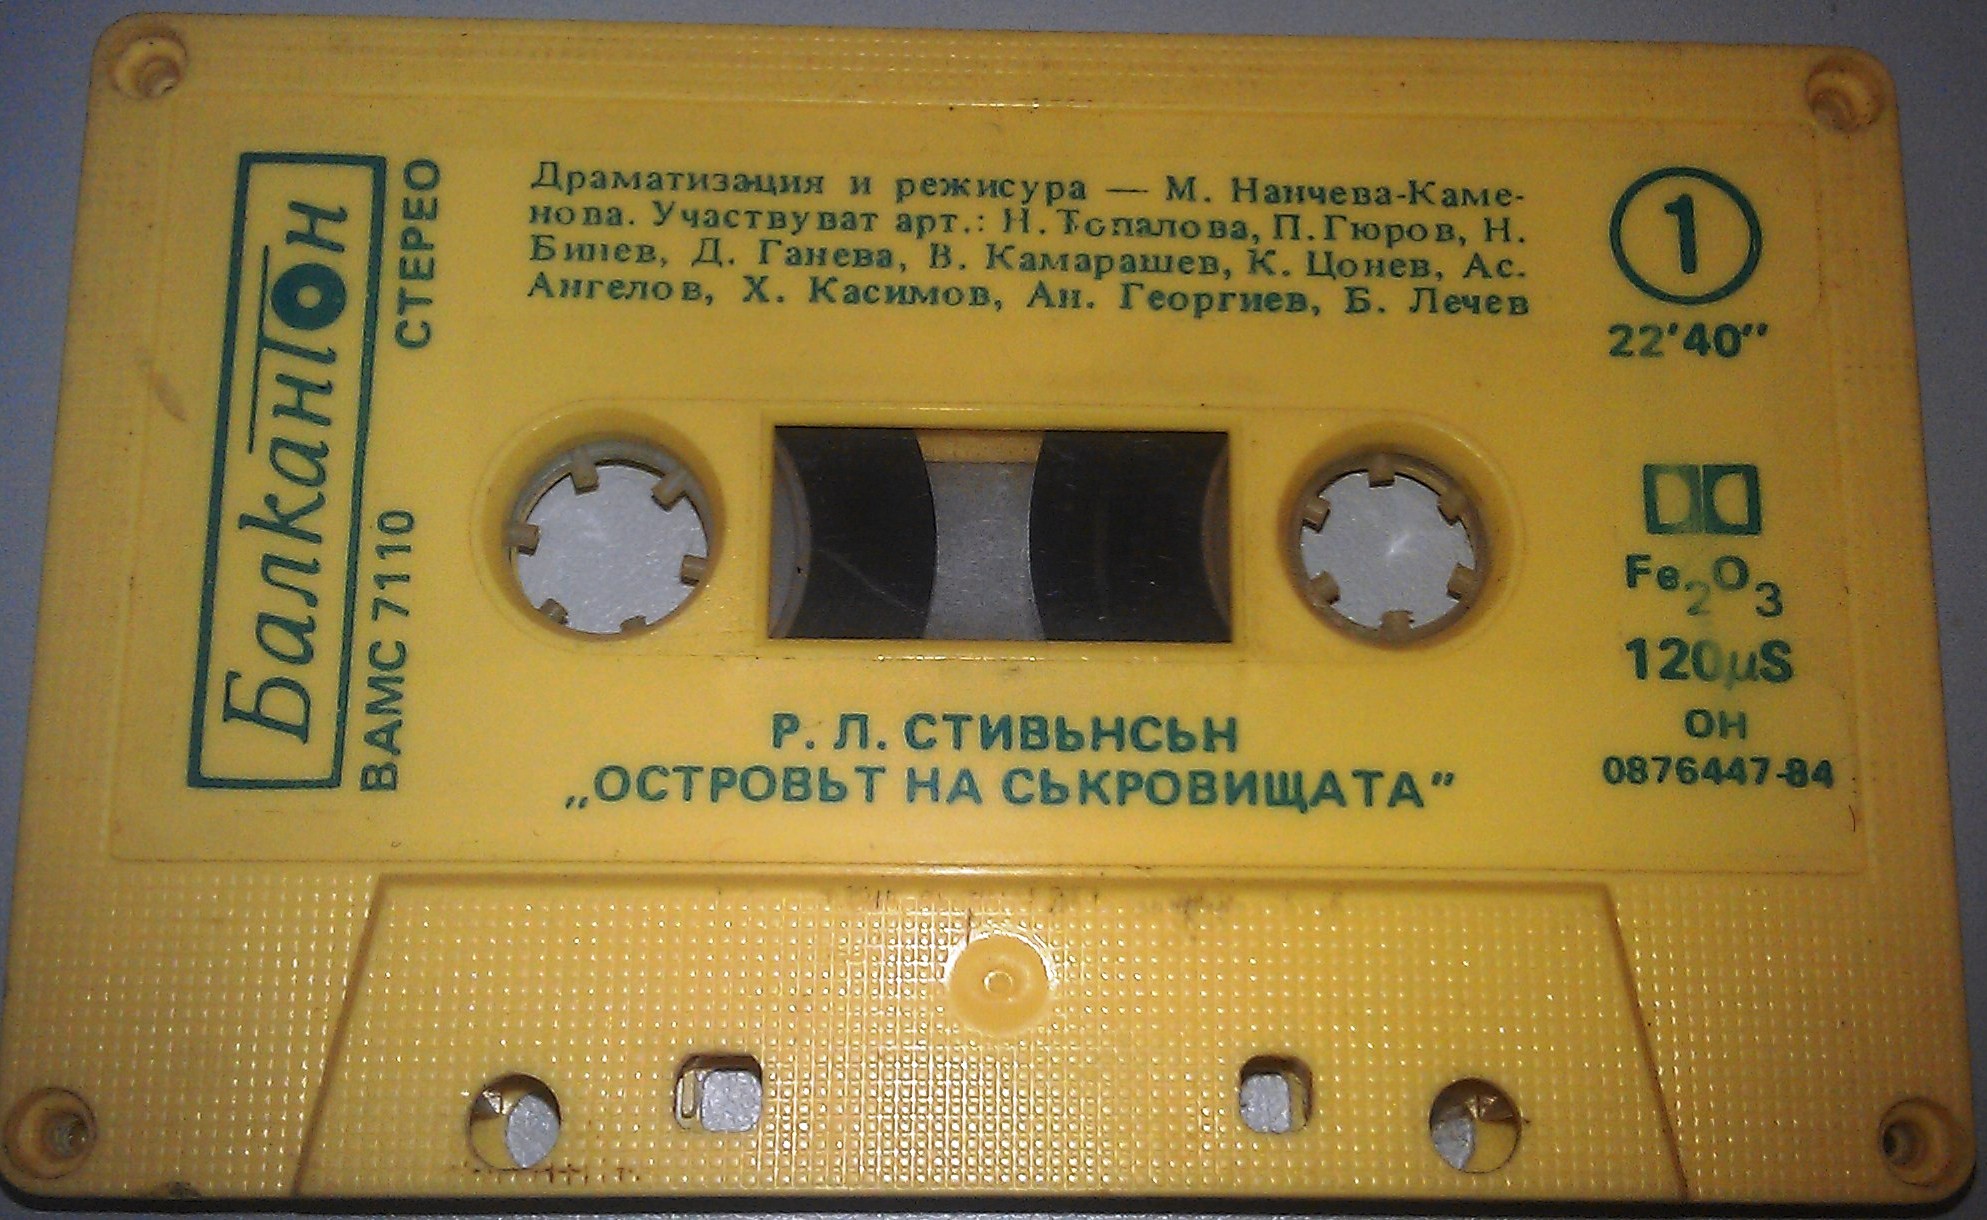 Балкантон
СТЕРЕО
ВАМС 7110
Драматизация и режисура — М. Нанчева-Каме-
нова. Участвуват арт.: Н. Топалова, П. Гюров, Н.
Бинев, Д. Ганева, В. Камарашев, К. Цонев, Ас.
Ангелов, Х. Касимов, Ан. Георгиев, Б. Лечев
1
22'40"
Fe₂O₃
120µS
ОН
0876447-84
Р. Л. СТИВЪНСЪН
„ОСТРОВЪТ НА СЪКРОВИЩАТА”